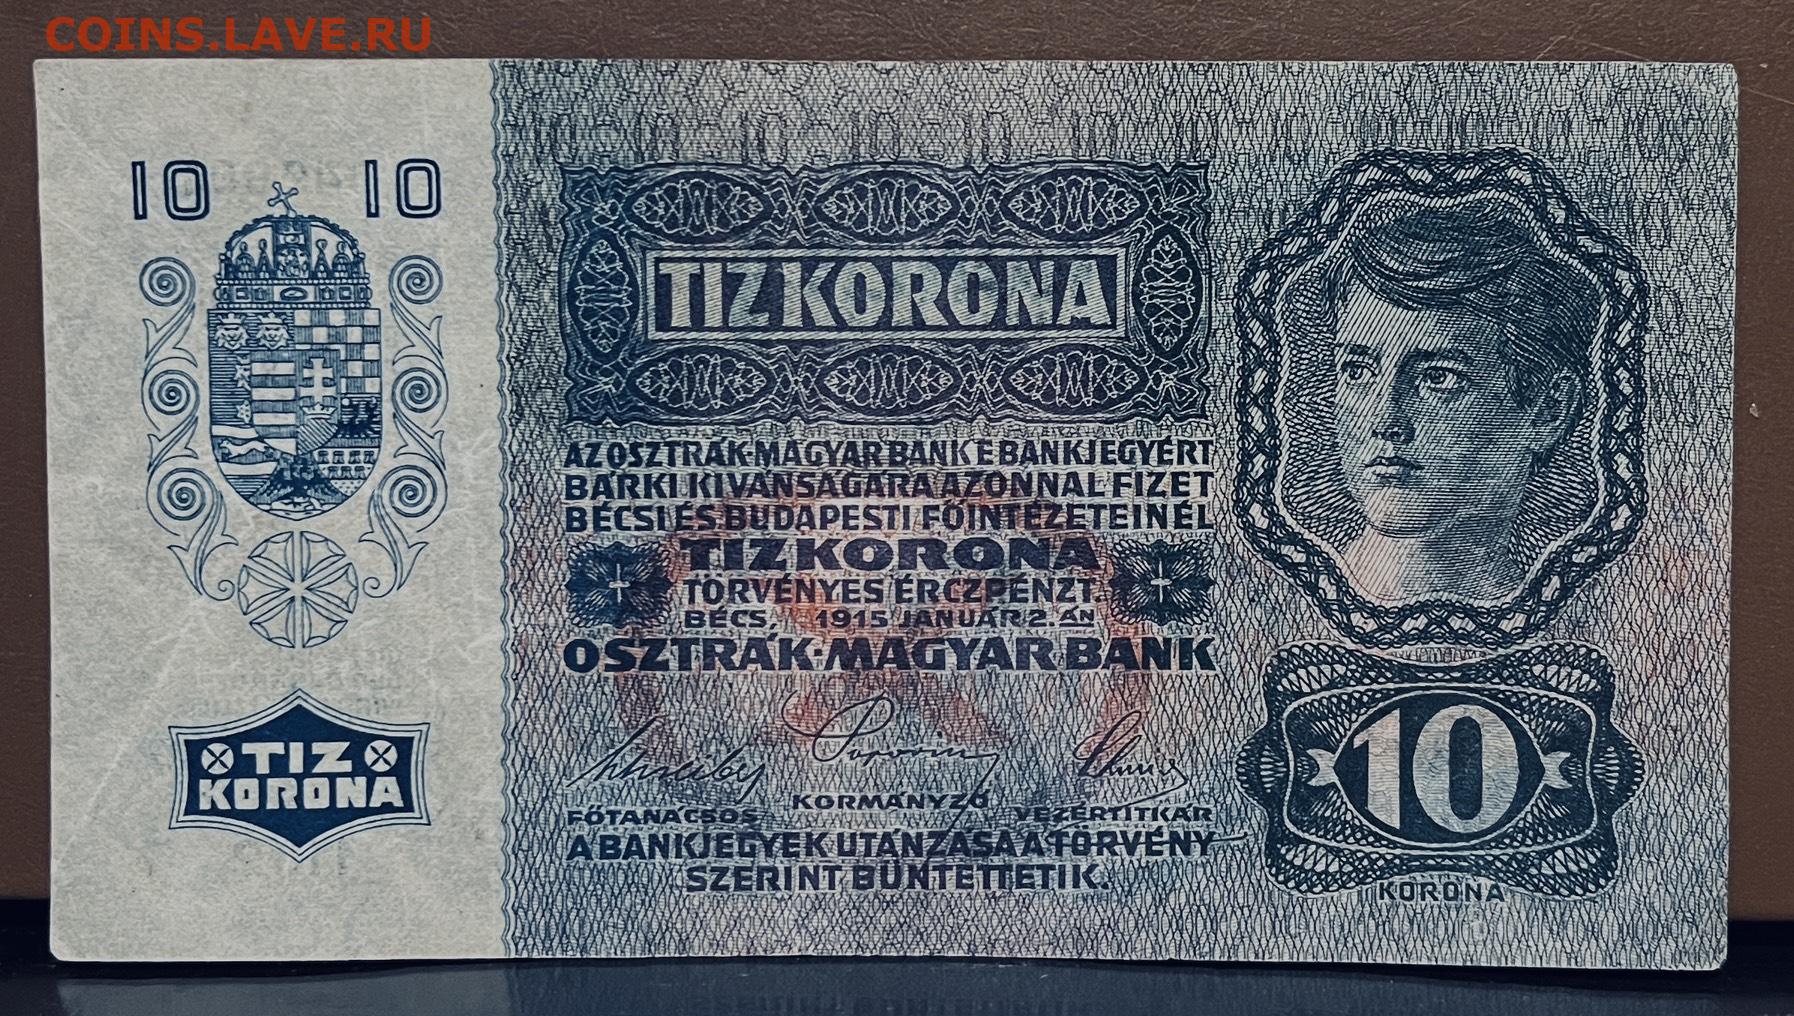 COINS.LAVE.RU
10 10
TIZ KORONA
AZ OSZTRÁK-MAGYAR BANK E BANKJEGYÉRT
BÁRKI KIVÁNSÁGÁRA AZONNAL FIZET
BÉCSI ÉS BUDAPESTI FŐINTÉZETEINÉL
TIZ KORONA
TÖRVÉNYES ÉRCZPÉNZT.
BÉCS, 1915 JANUÁR 2. ÁN
OSZTRÁK-MAGYAR BANK
FŐTANÁCSOS KORMÁNYZÓ VEZÉRTITKÁR
A BANKJEGYEK UTÁNZÁSA A TÖRVÉNY
SZERINT BÜNTETTETIK.
TIZ
KORONA
10
KORONA